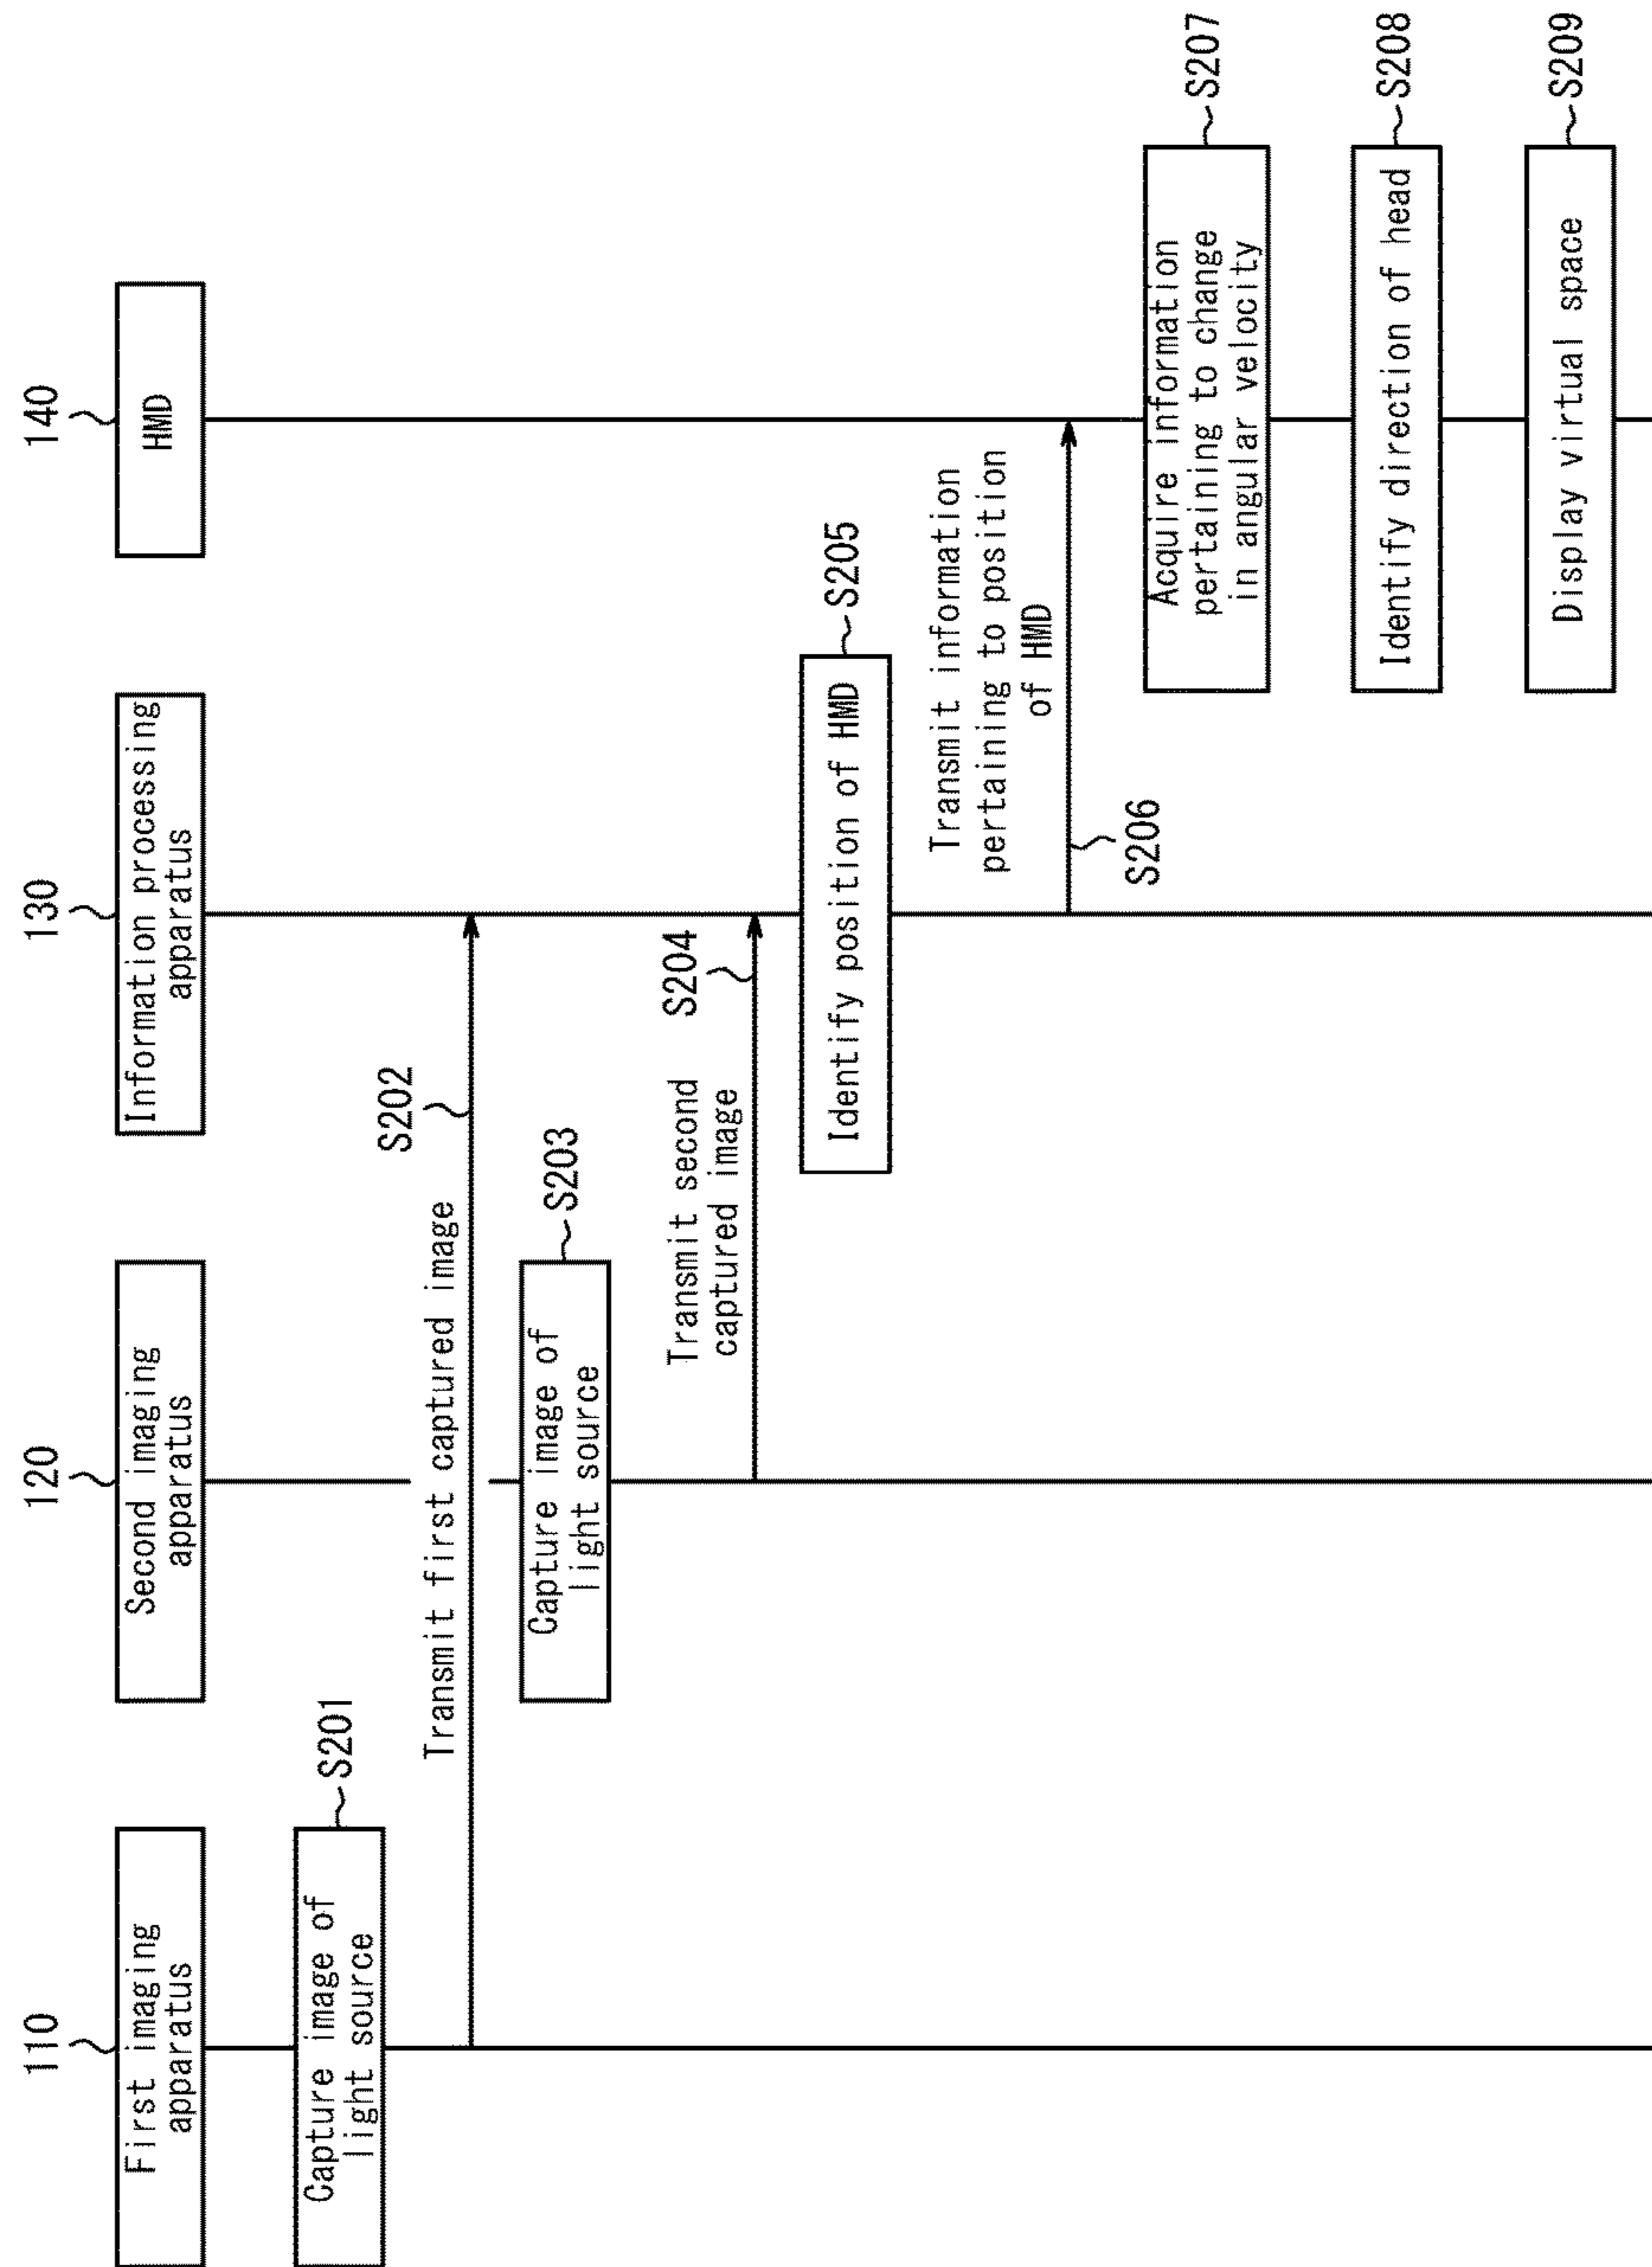 110
First imaging
apparatus
120
Second imaging
apparatus
130
Information processing
apparatus
140
HMD
Capture image of
light source
S201
S202
Transmit first captured image
Capture image of
light source
S203
S204
Transmit second
captured image
Identify position of HMD
S205
Transmit information
pertaining to position
of HMD
S206
Acquire information
pertaining to change
in angular velocity
S207
Identify direction of head
S208
Display virtual space
S209